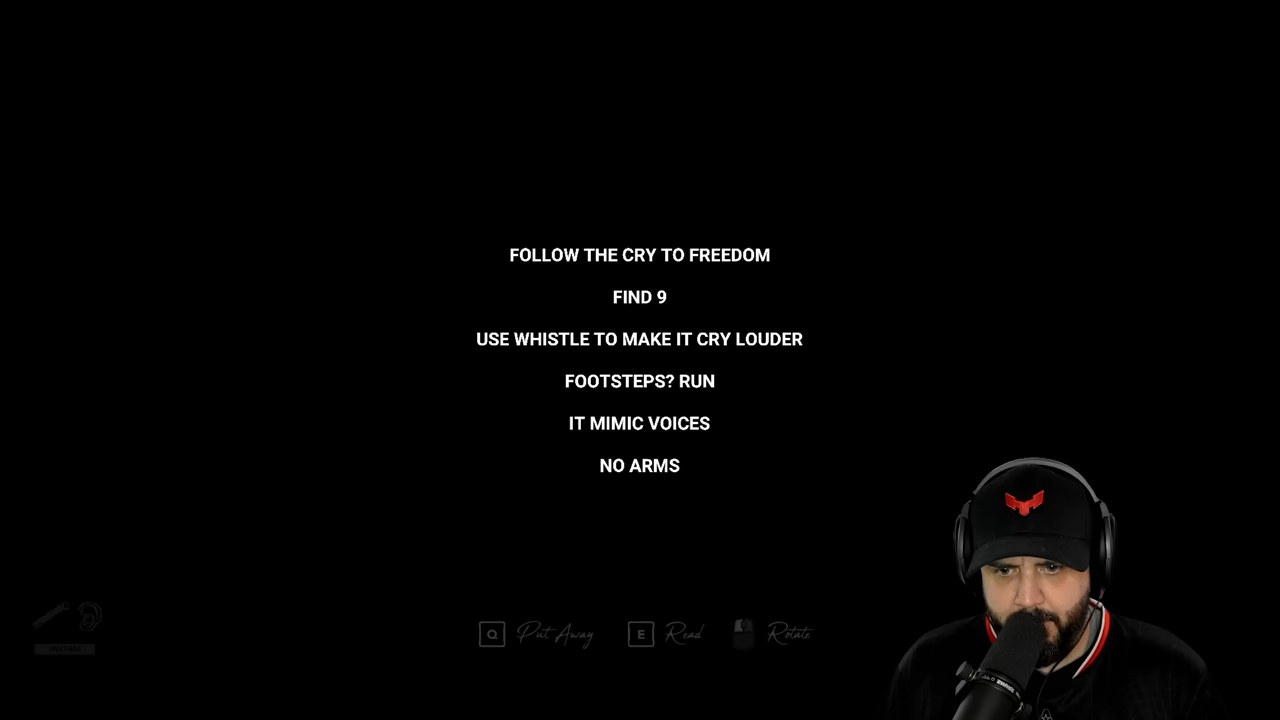 FOLLOW THE CRY TO FREEDOM
FIND 9
USE WHISTLE TO MAKE IT CRY LOUDER
FOOTSTEPS? RUN
IT MIMIC VOICES
NO ARMS
Q Put Away E Read Rotate